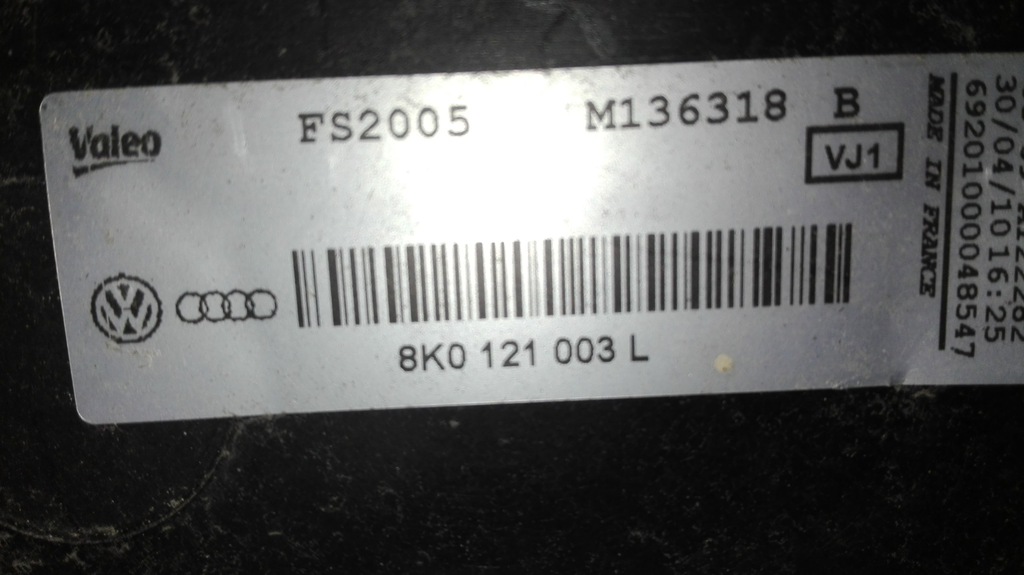 Valeo
FS2005 M136318 B
VJ1
8K0 121 003 L
MADE IN FRANCE
69201000048547
30/04/10 16:25